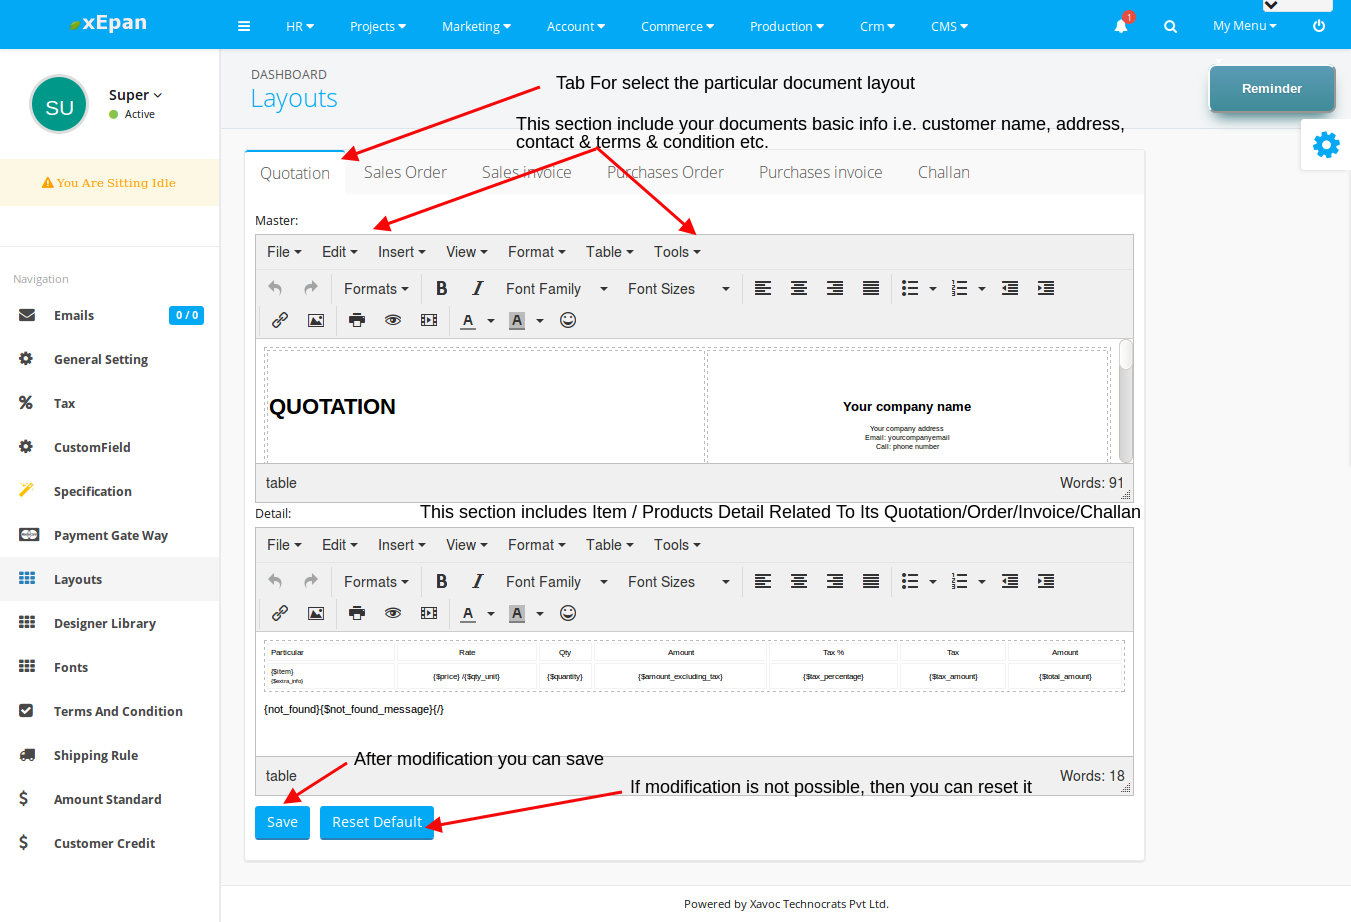 xEpan
HR
Projects
Marketing
Account
Commerce
Production
Crm
CMS
1
My Menu
SU
Super
Active
You Are Sitting Idle
Navigation
Emails
0 / 0
General Setting
Tax
CustomField
Specification
Payment Gate Way
Layouts
Designer Library
Fonts
Terms And Condition
Shipping Rule
Amount Standard
Customer Credit
DASHBOARD
Layouts
Tab For select the particular document layout
Reminder
This section include your documents basic info i.e. customer name, address,
contact & terms & condition etc.
Quotation
Sales Order
Sales invoice
Purchases Order
Purchases invoice
Challan
Master:
File Edit Insert View Format Table Tools
Formats B I Font Family Font Sizes
A A
QUOTATION
Your company name
Your company address
Email: yourcompanyemail
Call: phone number
table
Words: 91
Detail:
This section includes Item / Products Detail Related To Its Quotation/Order/Invoice/Challan
File Edit Insert View Format Table Tools
Formats B I Font Family Font Sizes
A A
Particular Rate Qty Amount Tax % Tax Amount
{$item} {$price} /{$qty_unit} {$quantity} {$amount_excluding_tax} {$tax_percentage} {$tax_amount} {$total_amount}
{$extra_info}
{not_found}{$not_found_message}{/}
table
Words: 18
After modification you can save
If modification is not possible, then you can reset it
Save
Reset Default
Powered by Xavoc Technocrats Pvt Ltd.